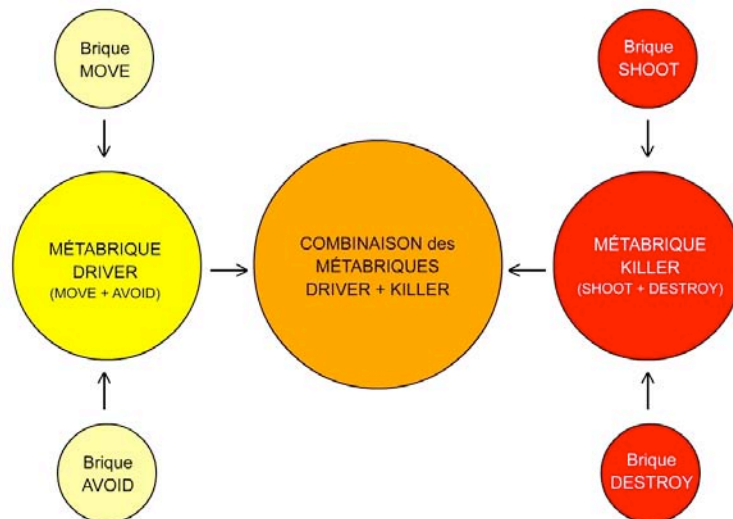 Brique
MOVE
Brique
SHOOT
MÉTABRIQUE
DRIVER
(MOVE + AVOID)
COMBINAISON des
MÉTABRIQUES
DRIVER + KILLER
MÉTABRIQUE
KILLER
(SHOOT + DESTROY)
Brique
AVOID
Brique
DESTROY